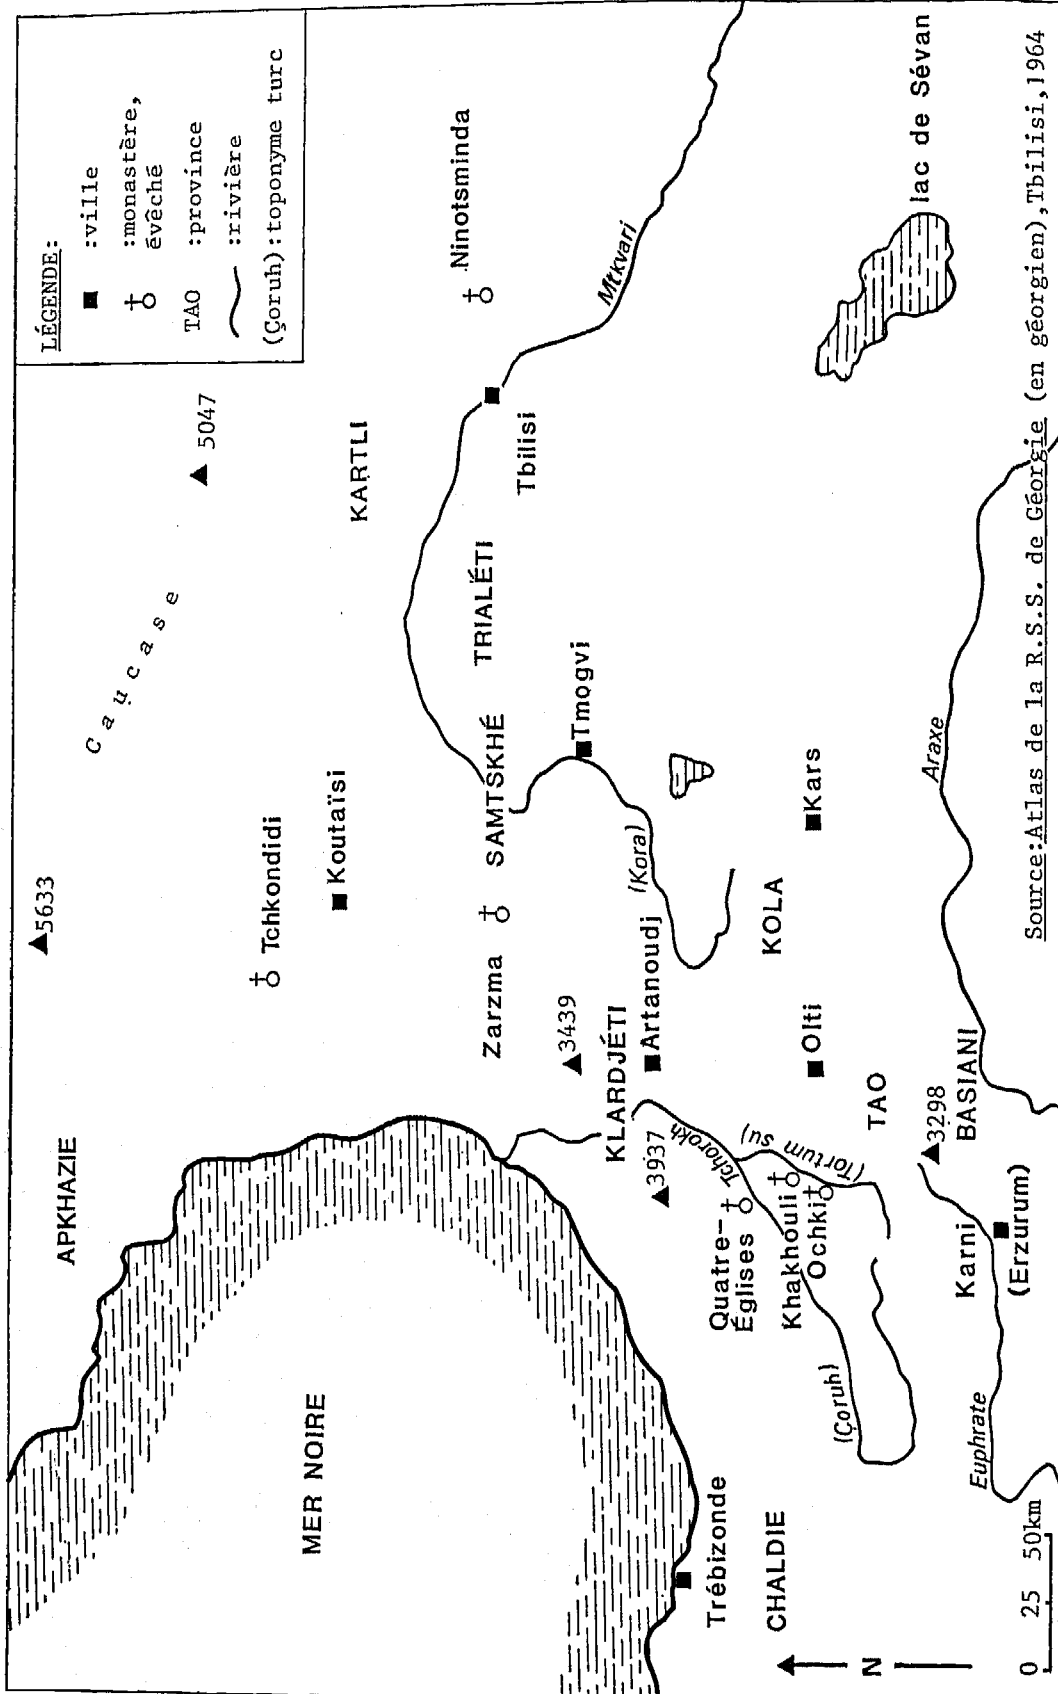 LÉGENDE:
:ville
:monastère,
évêché
TAO :province
:rivière
(Çoruh):toponyme turc
5633
5047
Caucase
APKHAZIE
Tchkondidi
Koutaïsi
KARTLI
Ninotsminda
MER NOIRE
Zarzma
SAMTSKHÉ
TRIALÉTI
Tbilisi
Mtkvari
3439
Tmogvi
KLARDJÉTI
Artanoudj
(Kora)
3937
Tchorokh
Trébizonde
Quatre-
Églises
(Tortum su)
KOLA
Kars
Olti
CHALDIE
Khakhouli
Ochki
(Çoruh)
TAO
lac de Sévan
3298
BASIANI
Araxe
Karni
(Erzurum)
Euphrate
N
0 25 50km
Source:Atlas de la R.S.S. de Géorgie (en géorgien),Tbilisi,1964